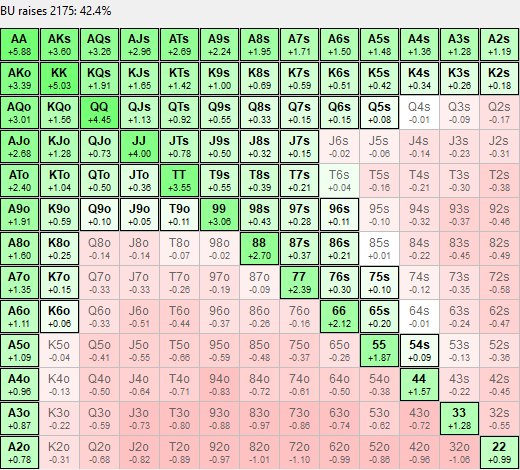 BU raises 2175: 42.4%
AA AKs AQs AJs ATs A9s A8s A7s A6s A5s A4s A3s A2s
+5.88 +3.60 +3.26 +2.96 +2.69 +2.24 +1.95 +1.71 +1.50 +1.48 +1.36 +1.28 +1.19
AKo KK KQs KJs KTs K9s K8s K7s K6s K5s K4s K3s K2s
+3.39 +5.03 +1.91 +1.65 +1.42 +1.00 +0.69 +0.59 +0.51 +0.42 +0.34 +0.26 +0.18
AQo KQo QQ QJs QTs Q9s Q8s Q7s Q6s Q5s Q4s Q3s Q2s
+3.01 +1.56 +4.45 +1.13 +0.92 +0.55 +0.33 +0.15 +0.15 +0.08 -0.01 -0.09 -0.17
AJo KJo QJo JJ JTs J9s J8s J7s J6s J5s J4s J3s J2s
+2.68 +1.28 +0.73 +4.00 +0.78 +0.50 +0.32 +0.15 -0.02 -0.06 -0.14 -0.23 -0.31
ATo KTo QTo JTo TT T9s T8s T7s T6s T5s T4s T3s T2s
+2.40 +1.04 +0.50 +0.36 +3.55 +0.55 +0.39 +0.21 +0.04 -0.16 -0.21 -0.30 -0.38
A9o K9o Q9o J9o T9o 99 98s 97s 96s 95s 94s 93s 92s
+1.91 +0.59 +0.10 +0.05 +0.11 +3.06 +0.43 +0.28 +0.11 -0.10 -0.32 -0.37 -0.46
A8o K8o Q8o J8o T8o 98o 88 87s 86s 85s 84s 83s 82s
+1.60 +0.25 -0.14 -0.14 -0.07 -0.02 +2.70 +0.37 +0.21 +0.01 -0.22 -0.45 -0.49
A7o K7o Q7o J7o T7o 97o 87o 77 76s 75s 74s 73s 72s
+1.35 +0.15 -0.33 -0.33 -0.26 -0.19 -0.09 +2.39 +0.30 +0.10 -0.12 -0.35 -0.58
A6o K6o Q6o J6o T6o 96o 86o 76o 66 65s 64s 63s 62s
+1.11 +0.06 -0.33 -0.51 -0.44 -0.37 -0.26 -0.16 +2.12 +0.20 -0.01 -0.24 -0.47
A5o K5o Q5o J5o T5o 95o 85o 75o 65o 55 54s 53s 52s
+1.09 -0.04 -0.41 -0.55 -0.66 -0.59 -0.48 -0.37 -0.26 +1.87 +0.09 -0.13 -0.36
A4o K4o Q4o J4o T4o 94o 84o 74o 64o 54o 44 43s 42s
+0.96 -0.13 -0.50 -0.64 -0.71 -0.83 -0.72 -0.61 -0.50 -0.38 +1.57 -0.22 -0.45
A3o K3o Q3o J3o T3o 93o 83o 73o 63o 53o 43o 33 32s
+0.87 -0.22 -0.59 -0.73 -0.80 -0.88 -0.97 -0.86 -0.74 -0.62 -0.72 +1.28 -0.55
A2o K2o Q2o J2o T2o 92o 82o 72o 62o 52o 42o 32o 22
+0.78 -0.31 -0.68 -0.82 -0.89 -0.97 -1.01 -1.10 -0.99 -0.86 -0.96 -1.06 +0.99